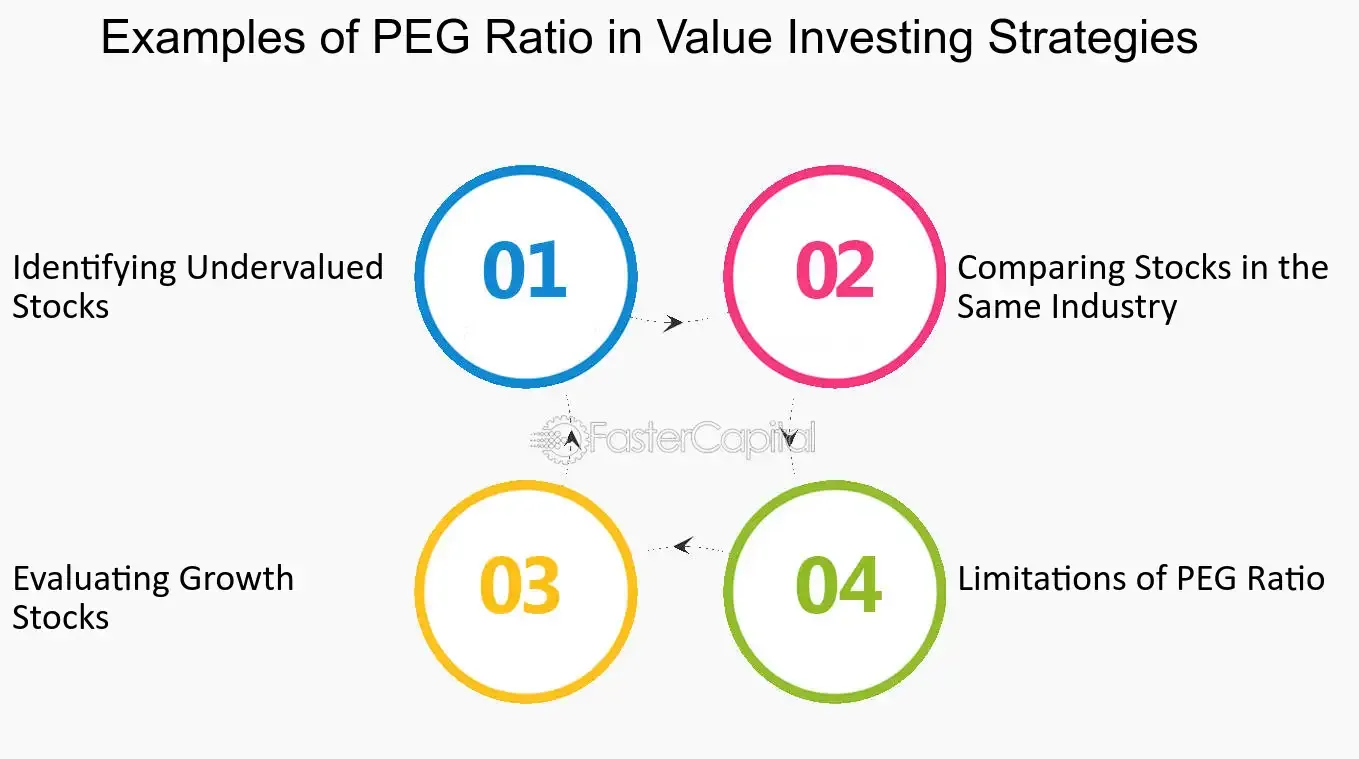 Examples of PEG Ratio in Value Investing Strategies
01
Identifying Undervalued
Stocks
02
Comparing Stocks in the
Same Industry
FasterCapital
03
Evaluating Growth
Stocks
04
Limitations of PEG Ratio